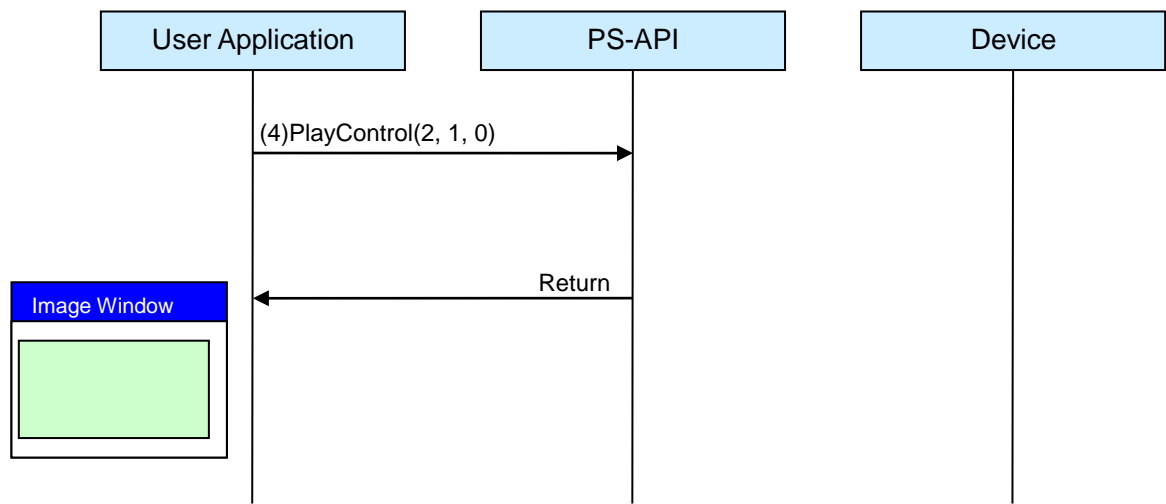 User Application
PS-API
Device
(4)PlayControl(2, 1, 0)
Return
Image Window